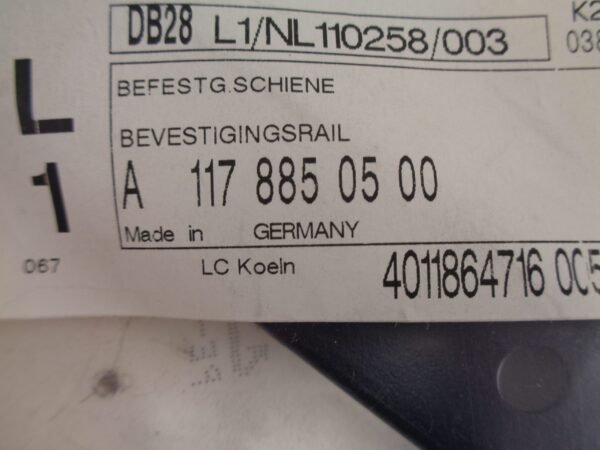 DB28 L1/NL110258/003
K2
038
L
BEFESTG.SCHIENE
BEVESTIGINGSRAIL
1
A 117 885 05 00
Made in GERMANY
067
LC Koeln
4011864716 005